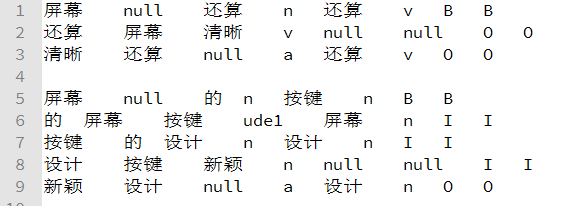 1 屏幕 null 还算 n 还算 v B B
2 还算 屏幕 清晰 v null null O O
3 清晰 还算 null a 还算 v O O
4
5 屏幕 null 的 n 按键 n B B
6 的 屏幕 按键 ude1 屏幕 n I I
7 按键 的 设计 n 设计 n I I
8 设计 按键 新颖 n null null I I
9 新颖 设计 null a 设计 n O O